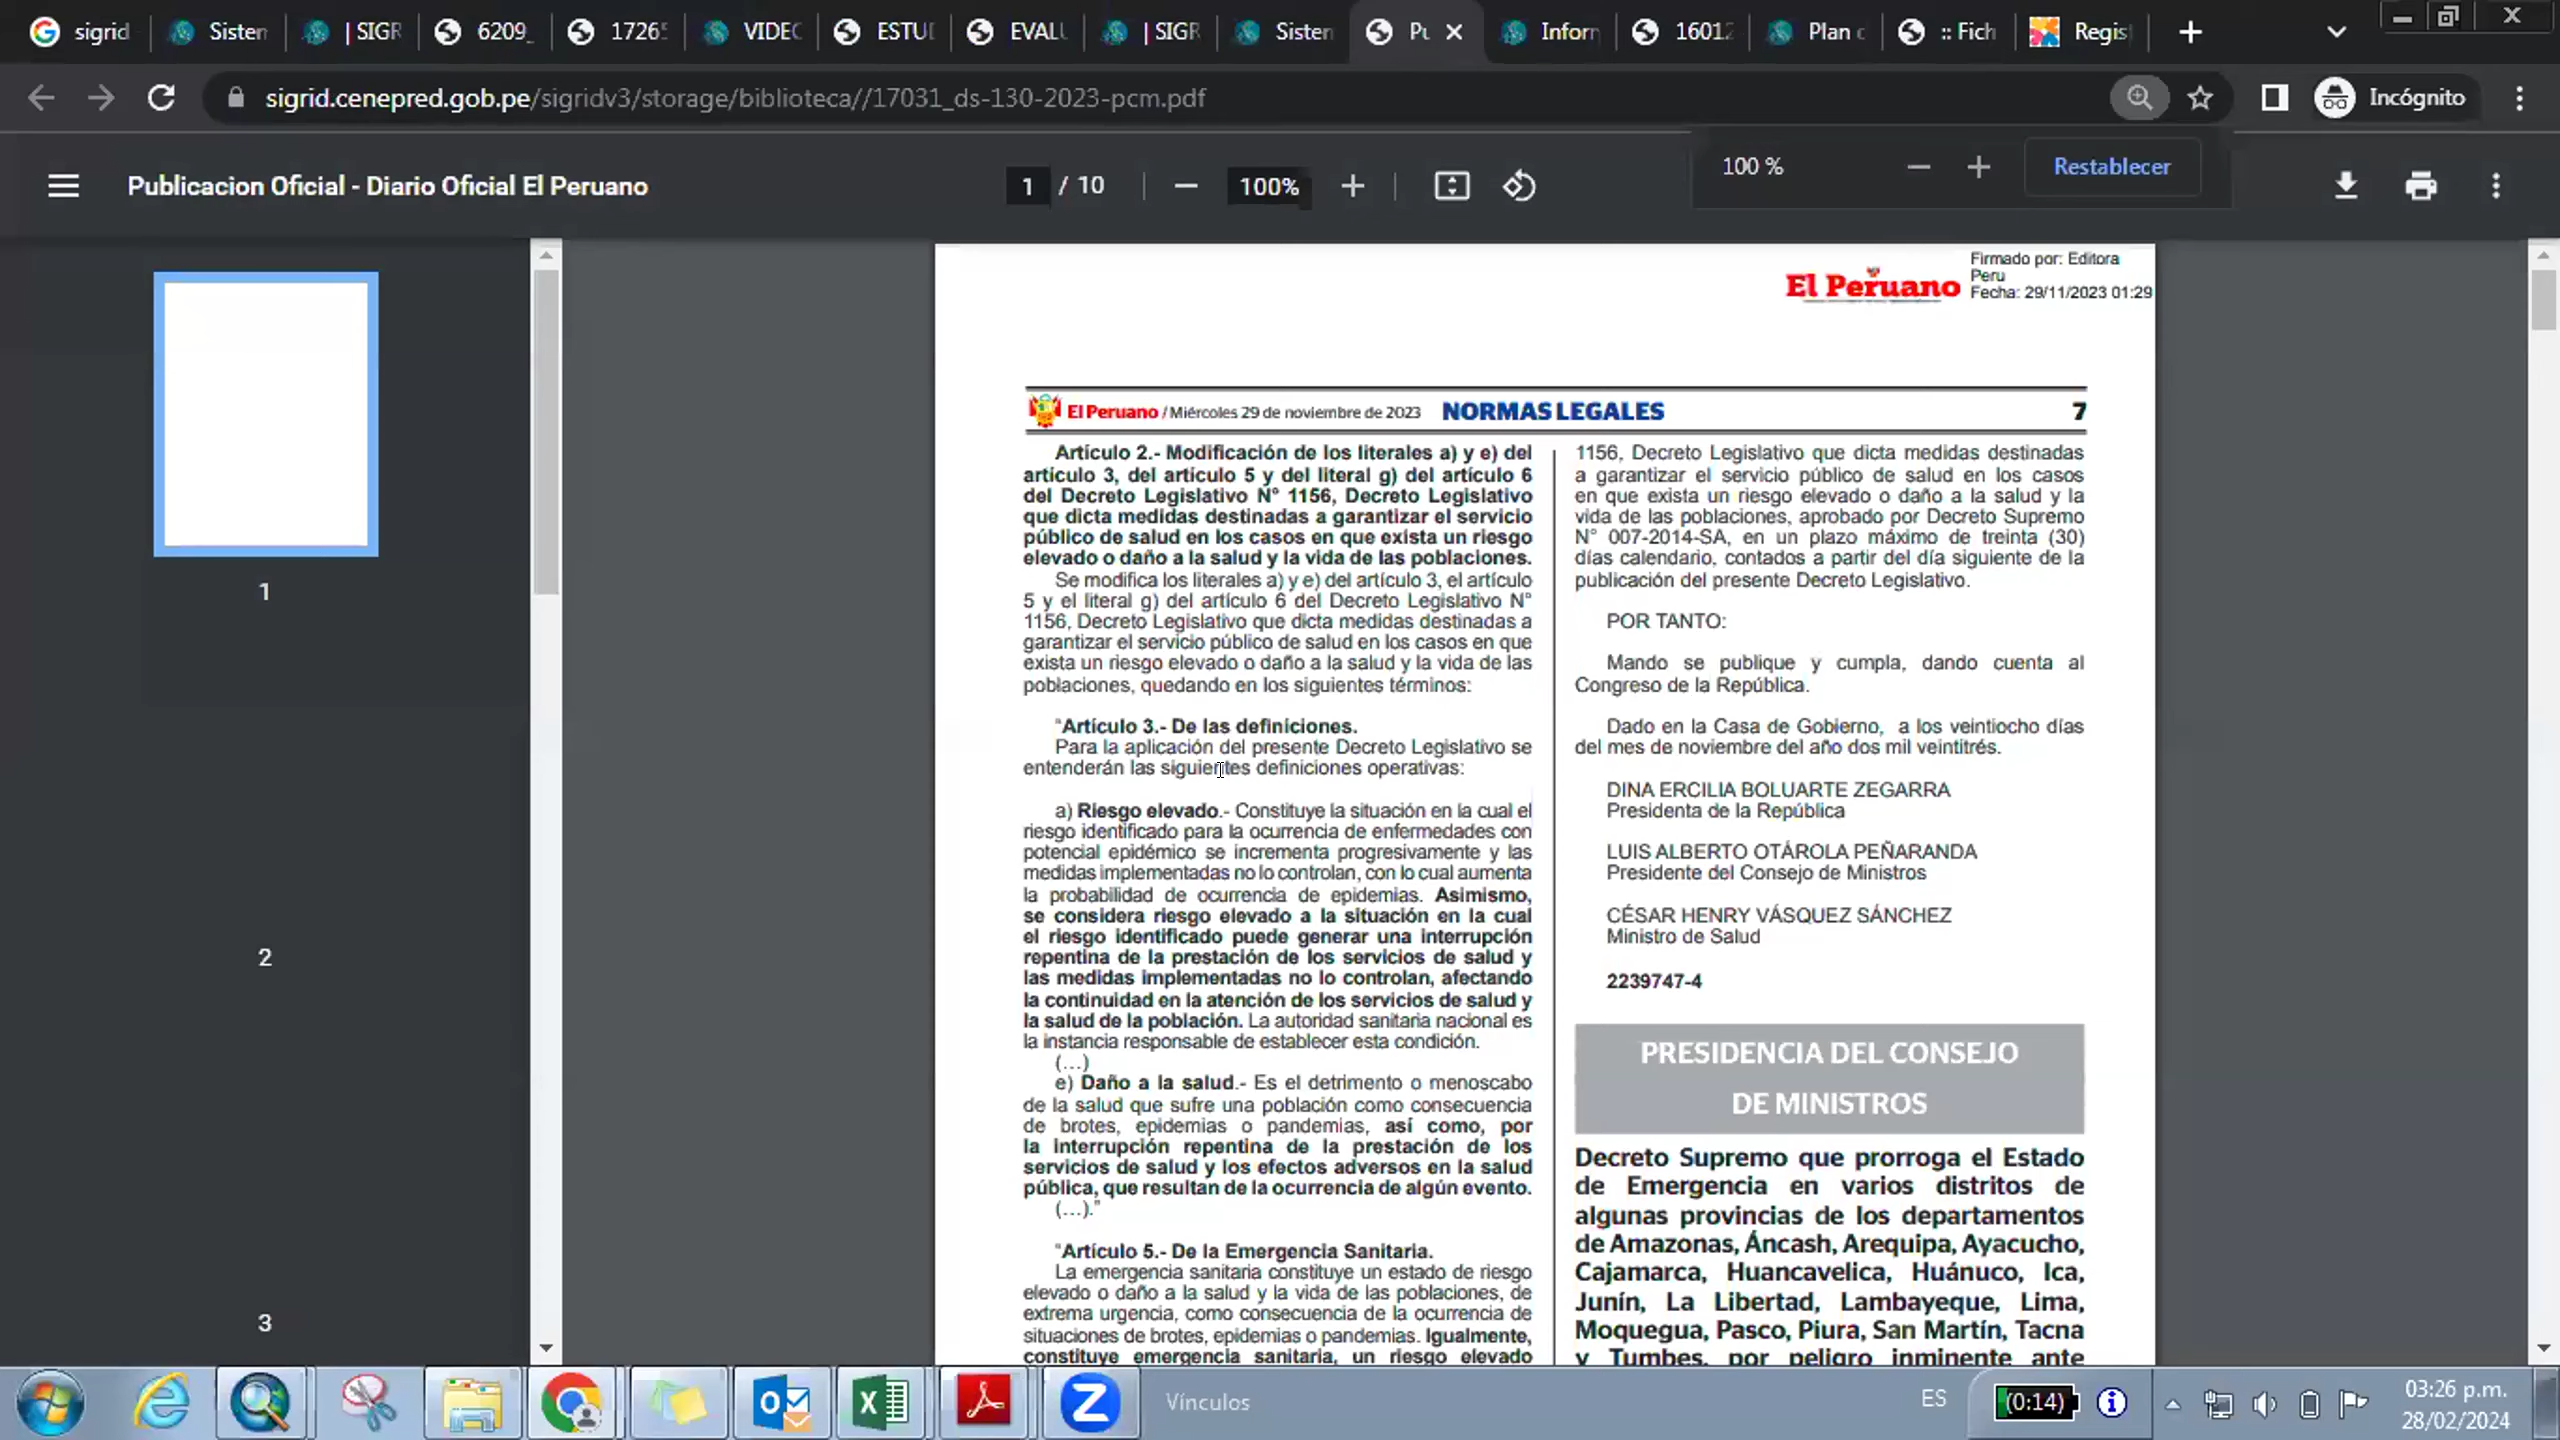 sigrid
Sisten
| SIGR
6209_
1726
VIDEC
ESTU
EVAL
| SIGR
Sisten
Pu
Inform
16012
Plan
:: Fich
Regis
sigrid.cenepred.gob.pe/sigridv3/storage/biblioteca//17031_ds-130-2023-pcm.pdf
Incógnito
Publicacion Oficial - Diario Oficial El Peruano
1 / 10
100%
100 %
Restablecer
1
2
3
El Peruano
Firmado por: Editora
Peru
Fecha: 29/11/2023 01:29
El Peruano / Miércoles 29 de noviembre de 2023 NORMAS LEGALES 7
Artículo 2.- Modificación de los literales a) y e) del
artículo 3, del artículo 5 y del literal g) del artículo 6
del Decreto Legislativo N° 1156, Decreto Legislativo
que dicta medidas destinadas a garantizar el servicio
público de salud en los casos en que exista un riesgo
elevado o daño a la salud y la vida de las poblaciones.
Se modifica los literales a) y e) del artículo 3, el artículo
5 y el literal g) del artículo 6 del Decreto Legislativo N°
1156, Decreto Legislativo que dicta medidas destinadas a
garantizar el servicio público de salud en los casos en que
exista un riesgo elevado o daño a la salud y la vida de las
poblaciones, quedando en los siguientes términos:
"Artículo 3.- De las definiciones.
Para la aplicación del presente Decreto Legislativo se
entenderán las siguientes definiciones operativas:
a) Riesgo elevado.- Constituye la situación en la cual el
riesgo identificado para la ocurrencia de enfermedades con
potencial epidémico se incrementa progresivamente y las
medidas implementadas no lo controlan, con lo cual aumenta
la probabilidad de ocurrencia de epidemias. Asimismo,
se considera riesgo elevado a la situación en la cual
el riesgo identificado puede generar una interrupción
repentina de la prestación de los servicios de salud y
las medidas implementadas no lo controlan, afectando
la continuidad en la atención de los servicios de salud y
la salud de la población. La autoridad sanitaria nacional es
la instancia responsable de establecer esta condición.
(...)
e) Daño a la salud.- Es el detrimento o menoscabo
de la salud que sufre una población como consecuencia
de brotes, epidemias o pandemias, así como, por
la interrupción repentina de la prestación de los
servicios de salud y los efectos adversos en la salud
pública, que resultan de la ocurrencia de algún evento.
(...)."
"Artículo 5.- De la Emergencia Sanitaria.
La emergencia sanitaria constituye un estado de riesgo
elevado o daño a la salud y la vida de las poblaciones, de
extrema urgencia, como consecuencia de la ocurrencia de
situaciones de brotes, epidemias o pandemias. Igualmente,
constituye emergencia sanitaria, un riesgo elevado
1156, Decreto Legislativo que dicta medidas destinadas
a garantizar el servicio público de salud en los casos
en que exista un riesgo elevado o daño a la salud y la
vida de las poblaciones, aprobado por Decreto Supremo
N° 007-2014-SA, en un plazo máximo de treinta (30)
días calendario, contados a partir del día siguiente de la
publicación del presente Decreto Legislativo.
POR TANTO:
Mando se publique y cumpla, dando cuenta al
Congreso de la República.
Dado en la Casa de Gobierno, a los veintiocho días
del mes de noviembre del año dos mil veintitrés.
DINA ERCILIA BOLUARTE ZEGARRA
Presidenta de la República
LUIS ALBERTO OTÁROLA PEÑARANDA
Presidente del Consejo de Ministros
CÉSAR HENRY VÁSQUEZ SÁNCHEZ
Ministro de Salud
2239747-4
PRESIDENCIA DEL CONSEJO
DE MINISTROS
Decreto Supremo que prorroga el Estado
de Emergencia en varios distritos de
algunas provincias de los departamentos
de Amazonas, Áncash, Arequipa, Ayacucho,
Cajamarca, Huancavelica, Huánuco, Ica,
Junín, La Libertad, Lambayeque, Lima,
Moquegua, Pasco, Piura, San Martín, Tacna
y Tumbes, por peligro inminente ante
Vínculos
ES
(0:14)
03:26 p.m.
28/02/2024